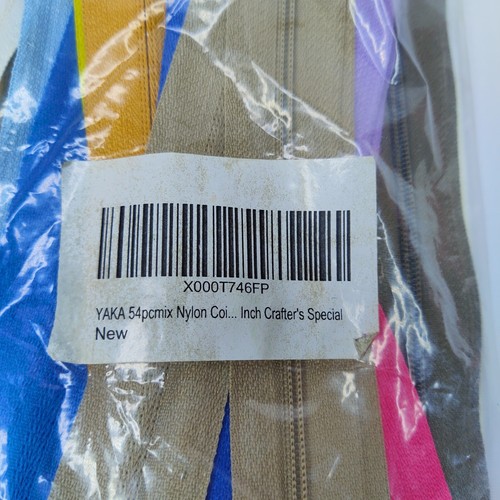 X000T746FP
YAKA 54pcmix Nylon Coi... Inch Crafter's Special
New